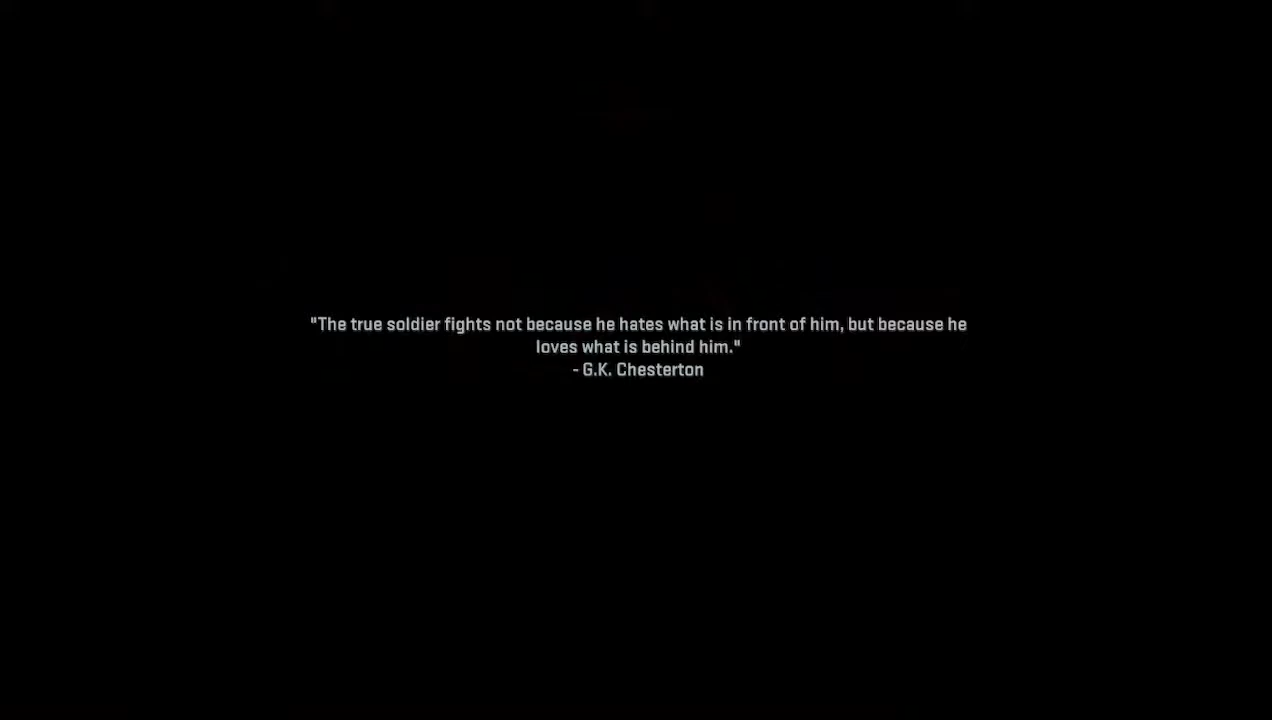 "The true soldier fights not because he hates what is in front of him, but because he
loves what is behind him."
- G.K. Chesterton